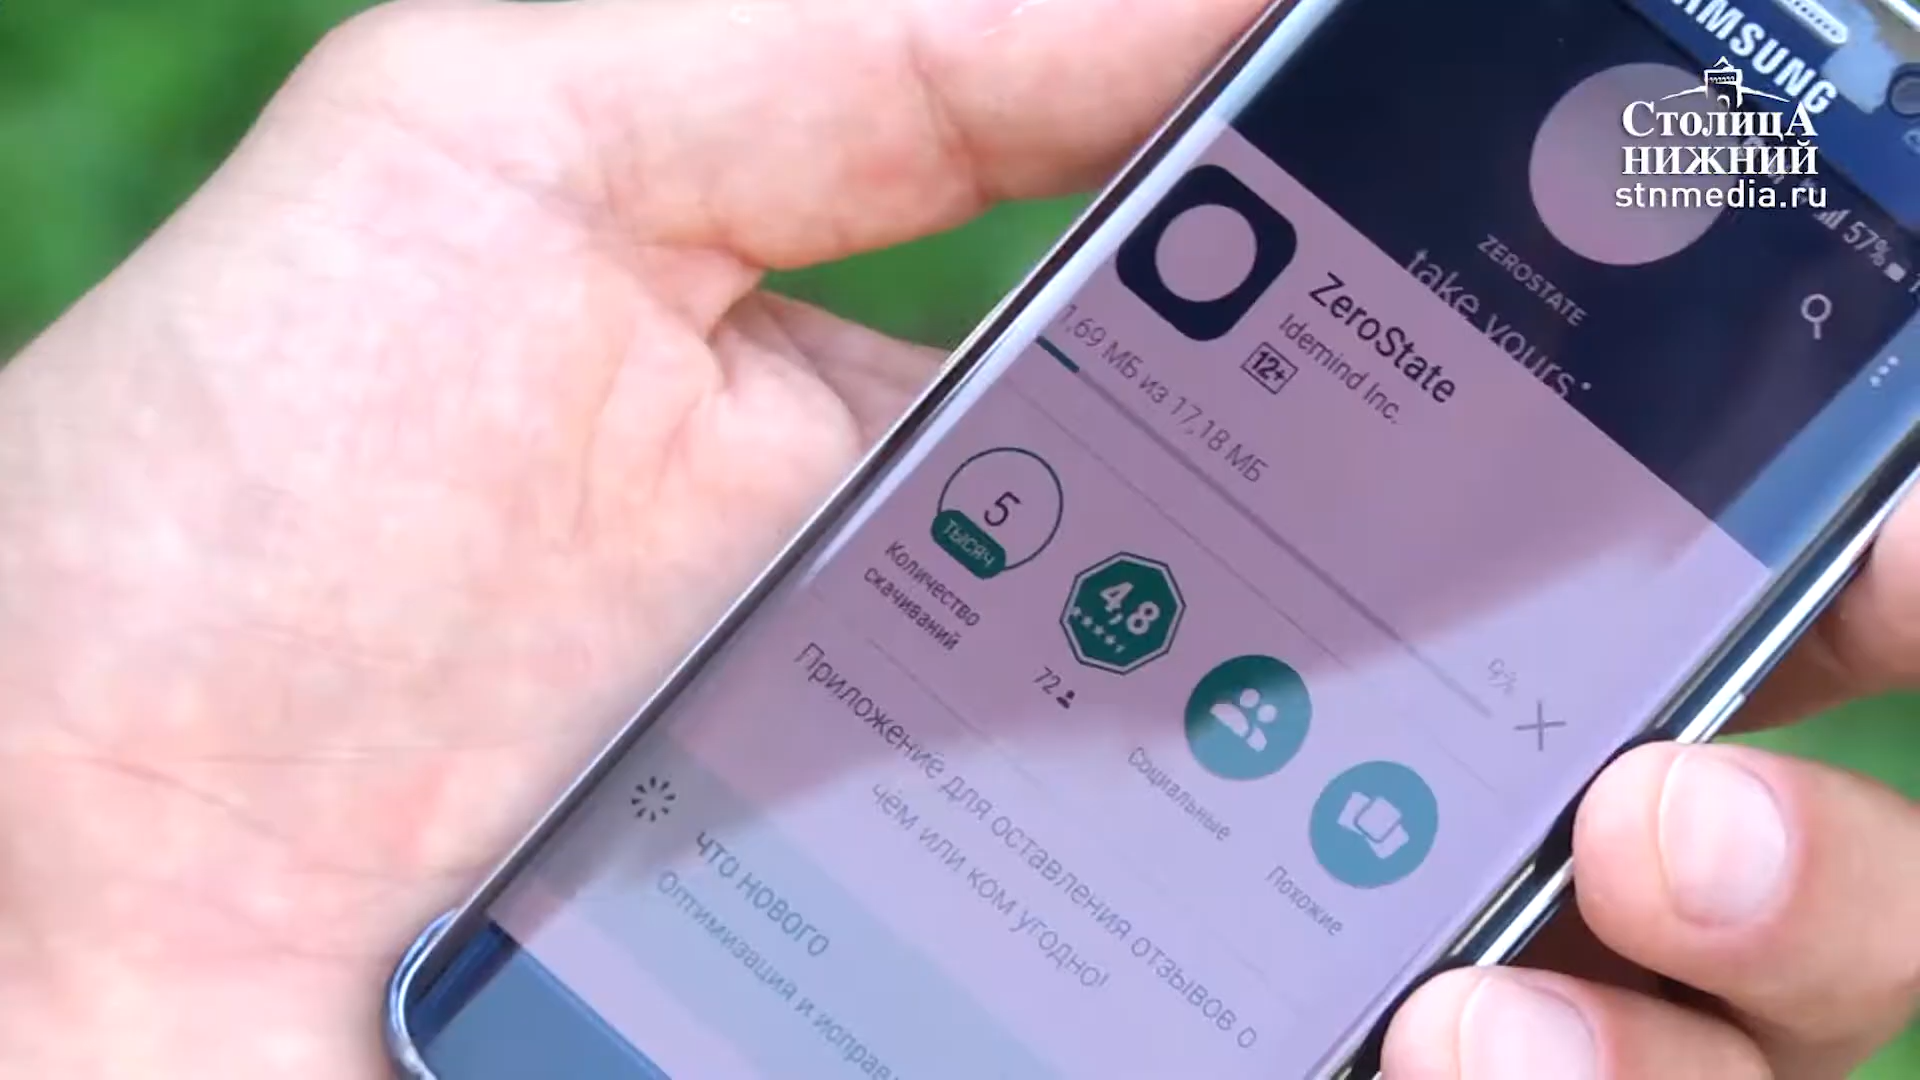 SAMSUNG
СтолицА
нижний
stnmedia.ru
57%
ZEROSTATE
take yours.
ZeroState
Idemind Inc.
12+
1,69 МБ из 17,18 МБ
9%
5
тысяч
Количество
скачиваний
4,8
72
Социальные
Похожие
Приложение для оставления отзывов о
чём или ком угодно!
ЧТО НОВОГО
Оптимизация и исправ